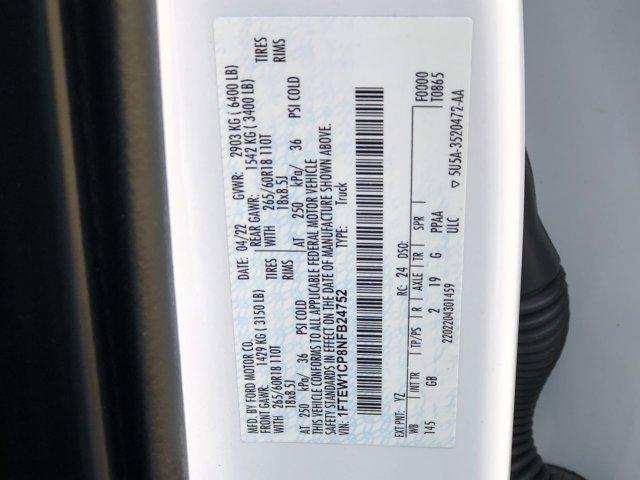 MFD. BY FORD MOTOR CO.
DATE: 04/22 GVWR: 2903 KG ( 6400 LB)
FRONT GAWR: 1429 KG ( 3150 LB) REAR GAWR: 1542 KG ( 3400 LB)
265/60R18 110T TIRES WITH 265/60R18 110T TIRES
18x8.5J RIMS 18x8.5J RIMS
AT 250 kPa/ 36 PSI COLD AT 250 kPa/ 36 PSI COLD
THIS VEHICLE CONFORMS TO ALL APPLICABLE FEDERAL MOTOR VEHICLE
SAFETY STANDARDS IN EFFECT ON THE DATE OF MANUFACTURE SHOWN ABOVE.
VIN: 1FTEW1CP8NFB24752 TYPE: Truck
F0000
T0865
EXT PNT: YZ RC: 24 DSO:
WB INT TR TP/PS R AXLE TR SPR
145 GB 2 19 G PPAA
ULC
2202204301459 5U5A-3520472-AA